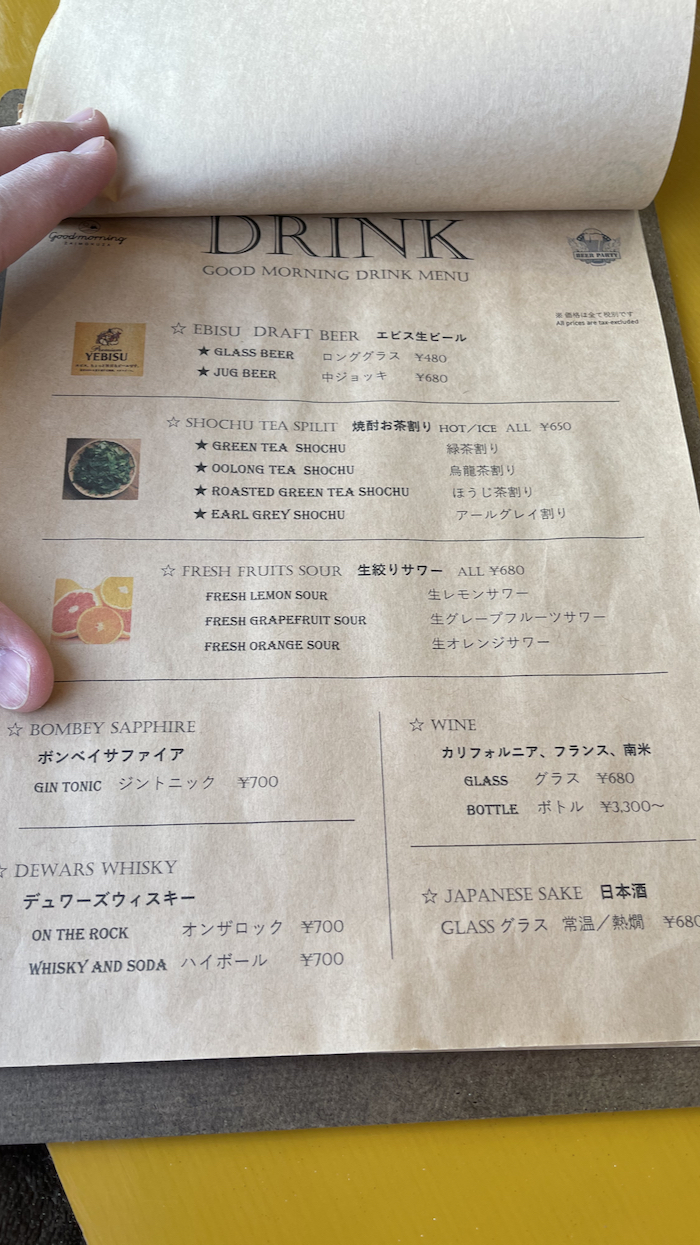 Goodmorning
DRINK
GOOD MORNING DRINK MENU
BEER PARTY
※ 価格は全て税別です
All prices are tax-excluded
Premium
YEBISU
☆ EBISU DRAFT BEER エビス生ビール
★ GLASS BEER ロンググラス ¥480
★ JUG BEER 中ジョッキ ¥680
☆ SHOCHU TEA SPILIT 焼酎お茶割り HOT/ICE ALL ¥650
★ GREEN TEA SHOCHU 緑茶割り
★ OOLONG TEA SHOCHU 烏龍茶割り
★ ROASTED GREEN TEA SHOCHU ほうじ茶割り
★ EARL GREY SHOCHU アールグレイ割り
☆ FRESH FRUITS SOUR 生絞りサワー ALL ¥680
FRESH LEMON SOUR 生レモンサワー
FRESH GRAPEFRUIT SOUR 生グレープフルーツサワー
FRESH ORANGE SOUR 生オレンジサワー
☆ BOMBEY SAPPHIRE
ボンベイサファイア
GIN TONIC ジントニック ¥700
☆ DEWARS WHISKY
デュワーズウィスキー
ON THE ROCK オンザロック ¥700
WHISKY AND SODA ハイボール ¥700
☆ WINE
カリフォルニア、フランス、南米
GLASS グラス ¥680
BOTTLE ボトル ¥3,300〜
☆ JAPANESE SAKE 日本酒
GLASS グラス 常温／熱燗 ¥680